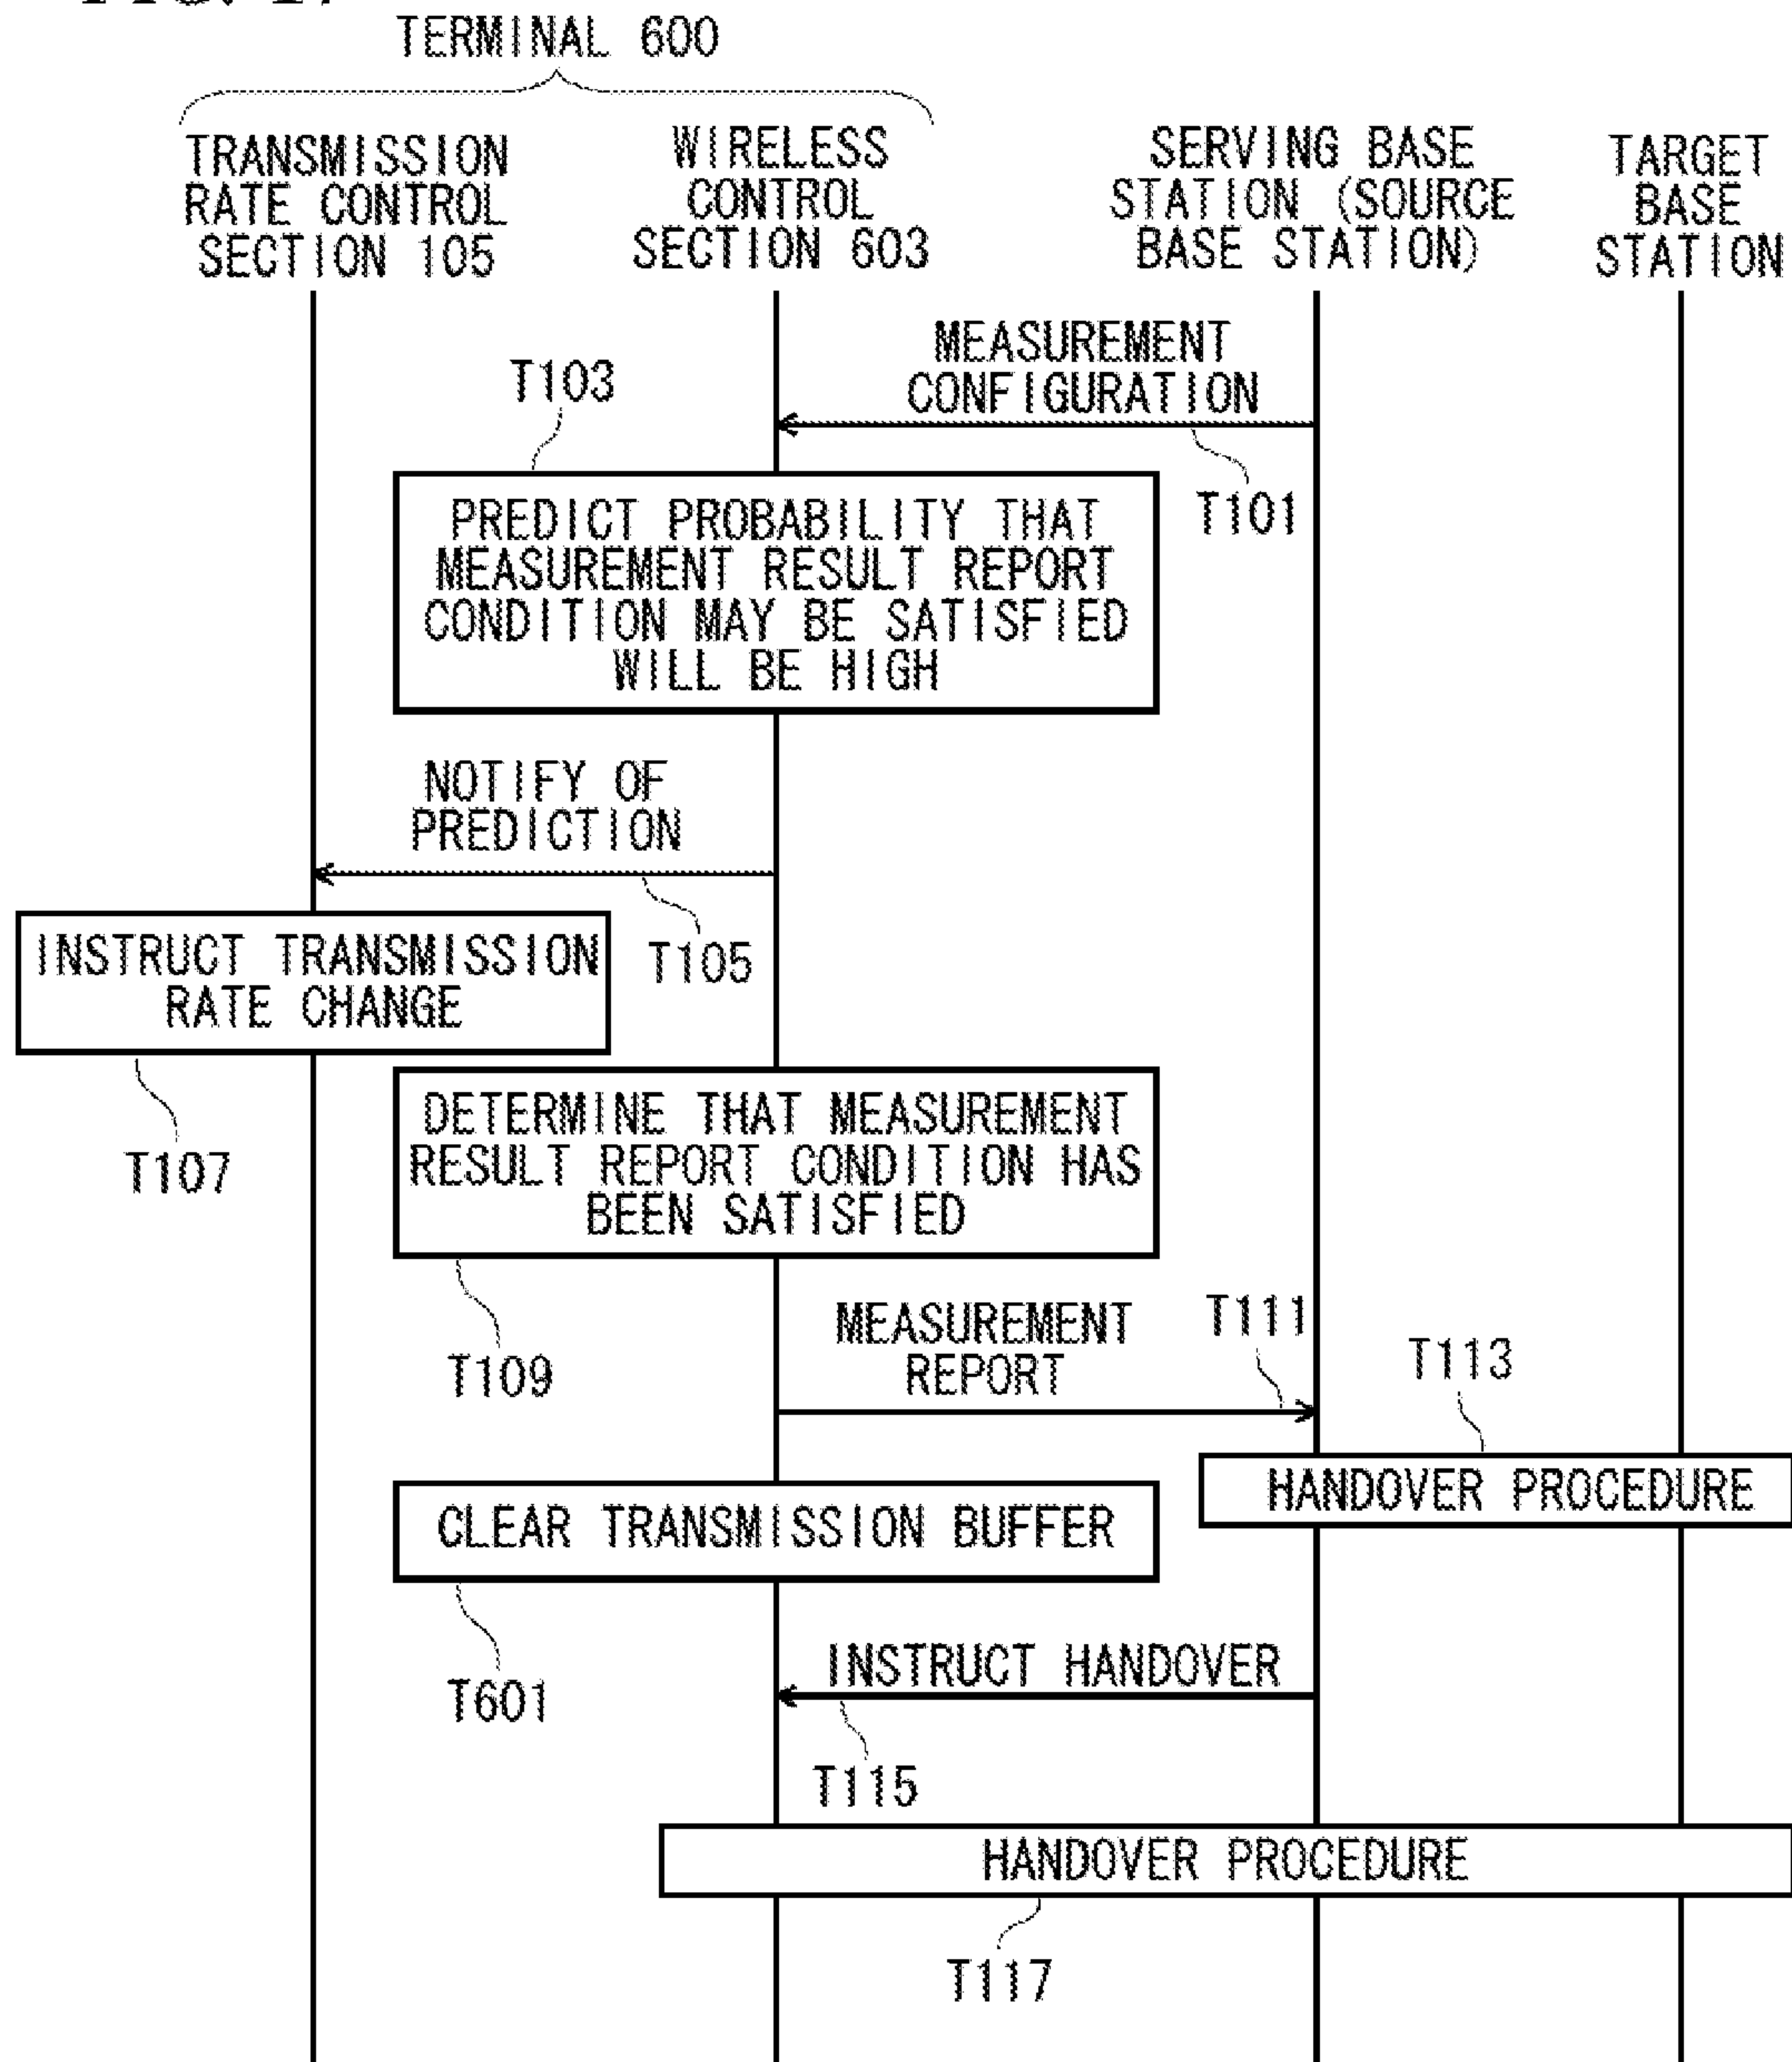 TERMINAL 600
TRANSMISSION
RATE CONTROL
SECTION 105
WIRELESS
CONTROL
SECTION 603
SERVING BASE
STATION (SOURCE
BASE STATION)
TARGET
BASE
STATION
MEASUREMENT
CONFIGURATION
T101
T103
PREDICT PROBABILITY THAT
MEASUREMENT RESULT REPORT
CONDITION MAY BE SATISFIED
WILL BE HIGH
NOTIFY OF
PREDICTION
T105
INSTRUCT TRANSMISSION
RATE CHANGE
T107
DETERMINE THAT MEASUREMENT
RESULT REPORT CONDITION HAS
BEEN SATISFIED
T109
MEASUREMENT
REPORT
T111
T113
HANDOVER PROCEDURE
CLEAR TRANSMISSION BUFFER
T601
INSTRUCT HANDOVER
T115
HANDOVER PROCEDURE
T117